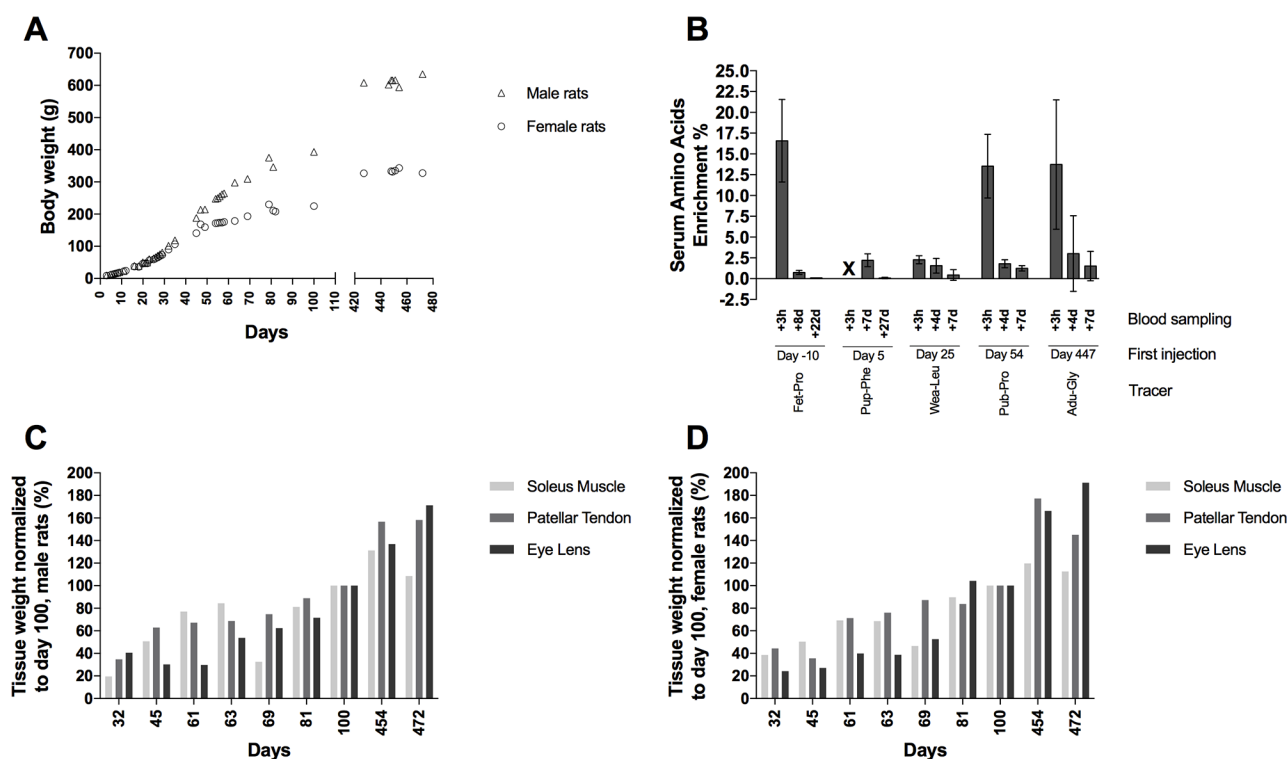 A
700
600
500
400
300
200
100
0
Body weight (g)
0 10 20 30 40 50 60 70 80 90 100 110 420 440 460 480
Days
Male rats
Female rats
B
25.0
22.5
20.0
17.5
15.0
12.5
10.0
7.5
5.0
2.5
0.0
-2.5
Serum Amino Acids
Enrichment %
X
+3h +8d +22d +3h +7d +27d +3h +4d +7d +3h +4d +7d +3h +4d +7d
Blood sampling
Day -10 Day 5 Day 25 Day 54 Day 447
First injection
Fet-Pro Pup-Phe Wea-Leu Pub-Pro Adu-Gly
Tracer
C
200
180
160
140
120
100
80
60
40
20
0
Tissue weight normalized
to day 100, male rats (%)
32 45 61 63 69 81 100 454 472
Days
Soleus Muscle
Patellar Tendon
Eye Lens
D
200
180
160
140
120
100
80
60
40
20
0
Tissue weight normalized
to day 100, female rats (%)
32 45 61 63 69 81 100 454 472
Days
Soleus Muscle
Patellar Tendon
Eye Lens